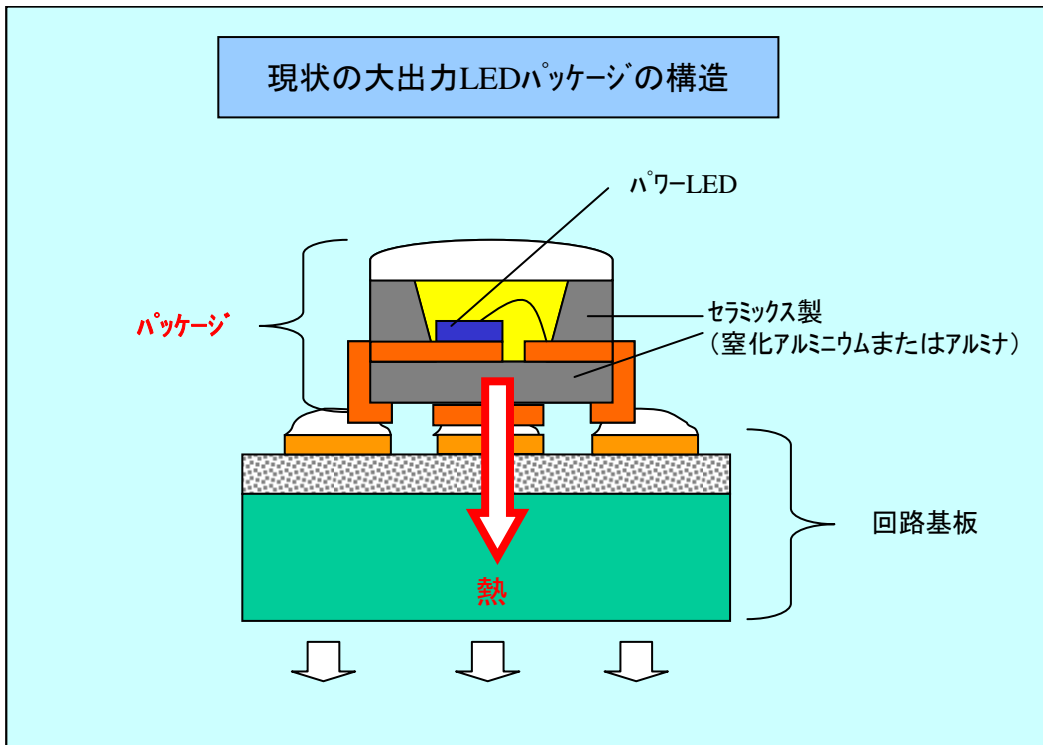 現状の大出力LEDﾊﾟｯｹｰｼﾞの構造
ﾊﾟﾜｰLED
ﾊﾟｯｹｰｼﾞ
ｾﾗﾐｯｸｽ製
（窒化ｱﾙﾐﾆｳﾑまたはｱﾙﾐﾅ）
回路基板
熱